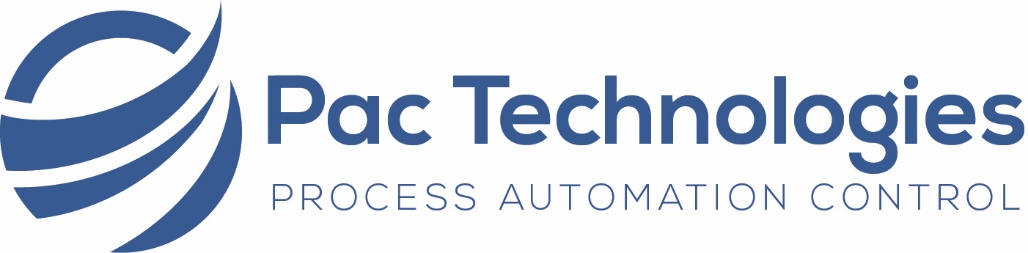 Pac Technologies
PROCESS AUTOMATION CONTROL